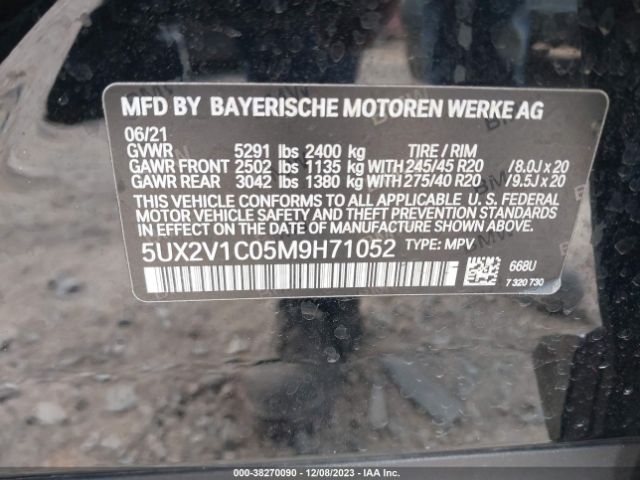 MFD BY BAYERISCHE MOTOREN WERKE AG
06/21
GVWR 5291 lbs 2400 kg TIRE / RIM
GAWR FRONT 2502 lbs 1135 kg WITH 245/45 R20 /8.0J x 20
GAWR REAR 3042 lbs 1380 kg WITH 275/40 R20 /9.5J x 20
THIS VEHICLE CONFORMS TO ALL APPLICABLE U. S. FEDERAL
MOTOR VEHICLE SAFETY AND THEFT PREVENTION
STANDARDS IN EFFECT ON THE DATE OF MANUFACTURE
SHOWN ABOVE.
5UX2V1C05M9H71052 TYPE: MPV
668U
7 320 730
000-38270090 - 12/08/2023 - IAA Inc.